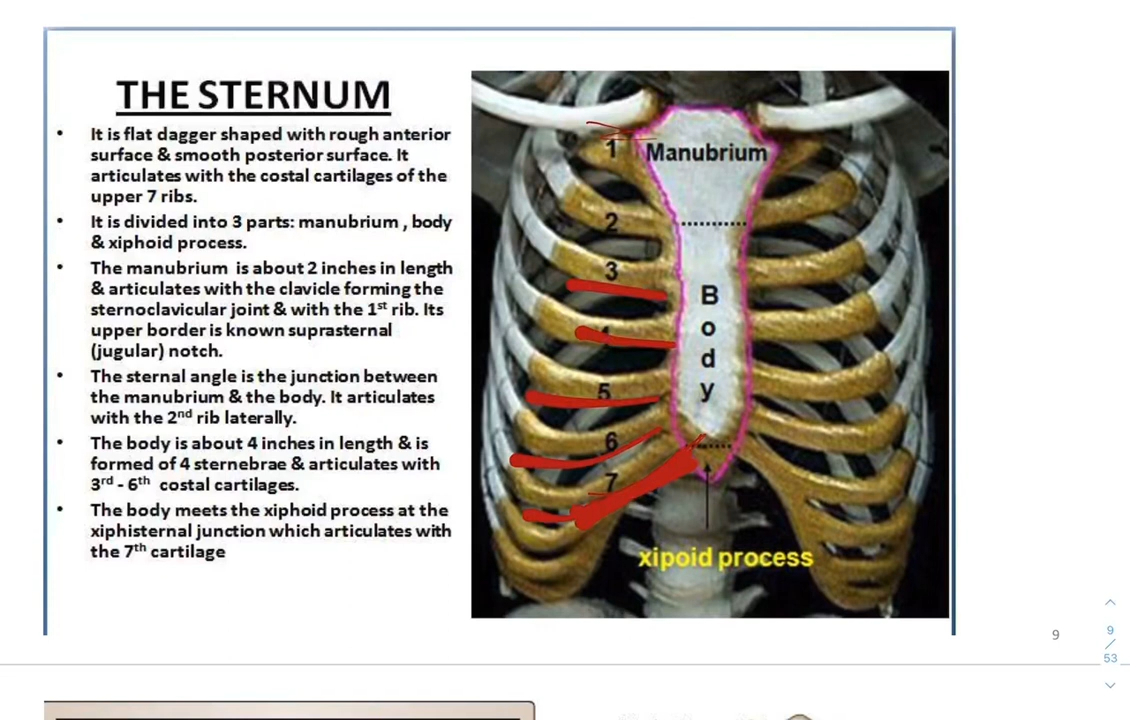 THE STERNUM
• It is flat dagger shaped with rough anterior
surface & smooth posterior surface. It
articulates with the costal cartilages of the
upper 7 ribs.
• It is divided into 3 parts: manubrium , body
& xiphoid process.
• The manubrium is about 2 inches in length
& articulates with the clavicle forming the
sternoclavicular joint & with the 1st rib. Its
upper border is known suprasternal
(jugular) notch.
• The sternal angle is the junction between
the manubrium & the body. It articulates
with the 2nd rib laterally.
• The body is about 4 inches in length & is
formed of 4 sternebrae & articulates with
3rd - 6th costal cartilages.
• The body meets the xiphoid process at the
xiphisternal junction which articulates with
the 7th cartilage
1
Manubrium
2
3
4
5
6
7
B
o
d
y
xipoid process
9
9
/
53